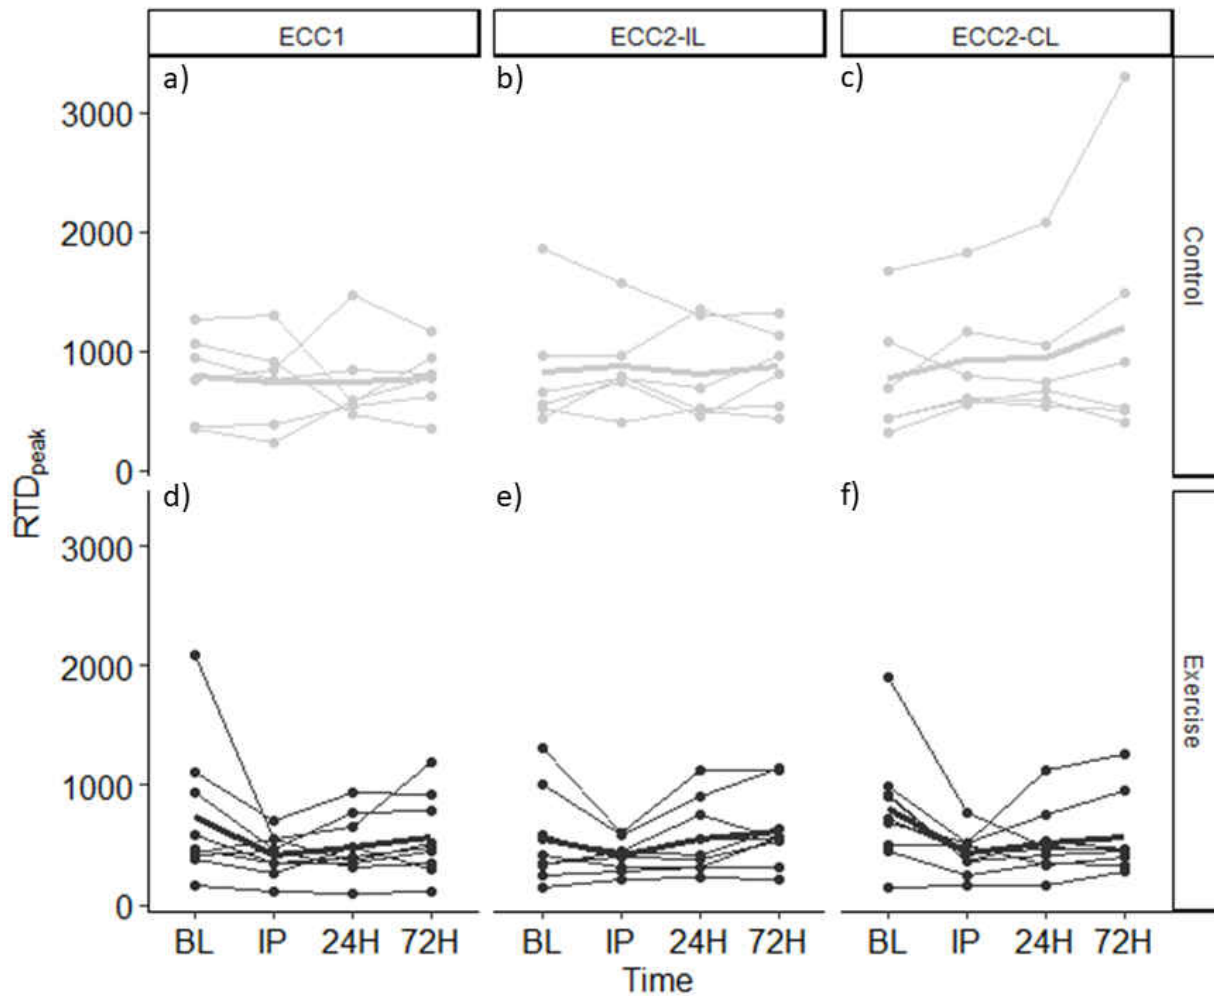 ECC1 ECC2-IL ECC2-CL
a) b) c)
3000
2000
1000
0
Control
RTDpeak
d) e) f)
3000
2000
1000
0
Exercise
BL IP 24H 72H BL IP 24H 72H BL IP 24H 72H
Time